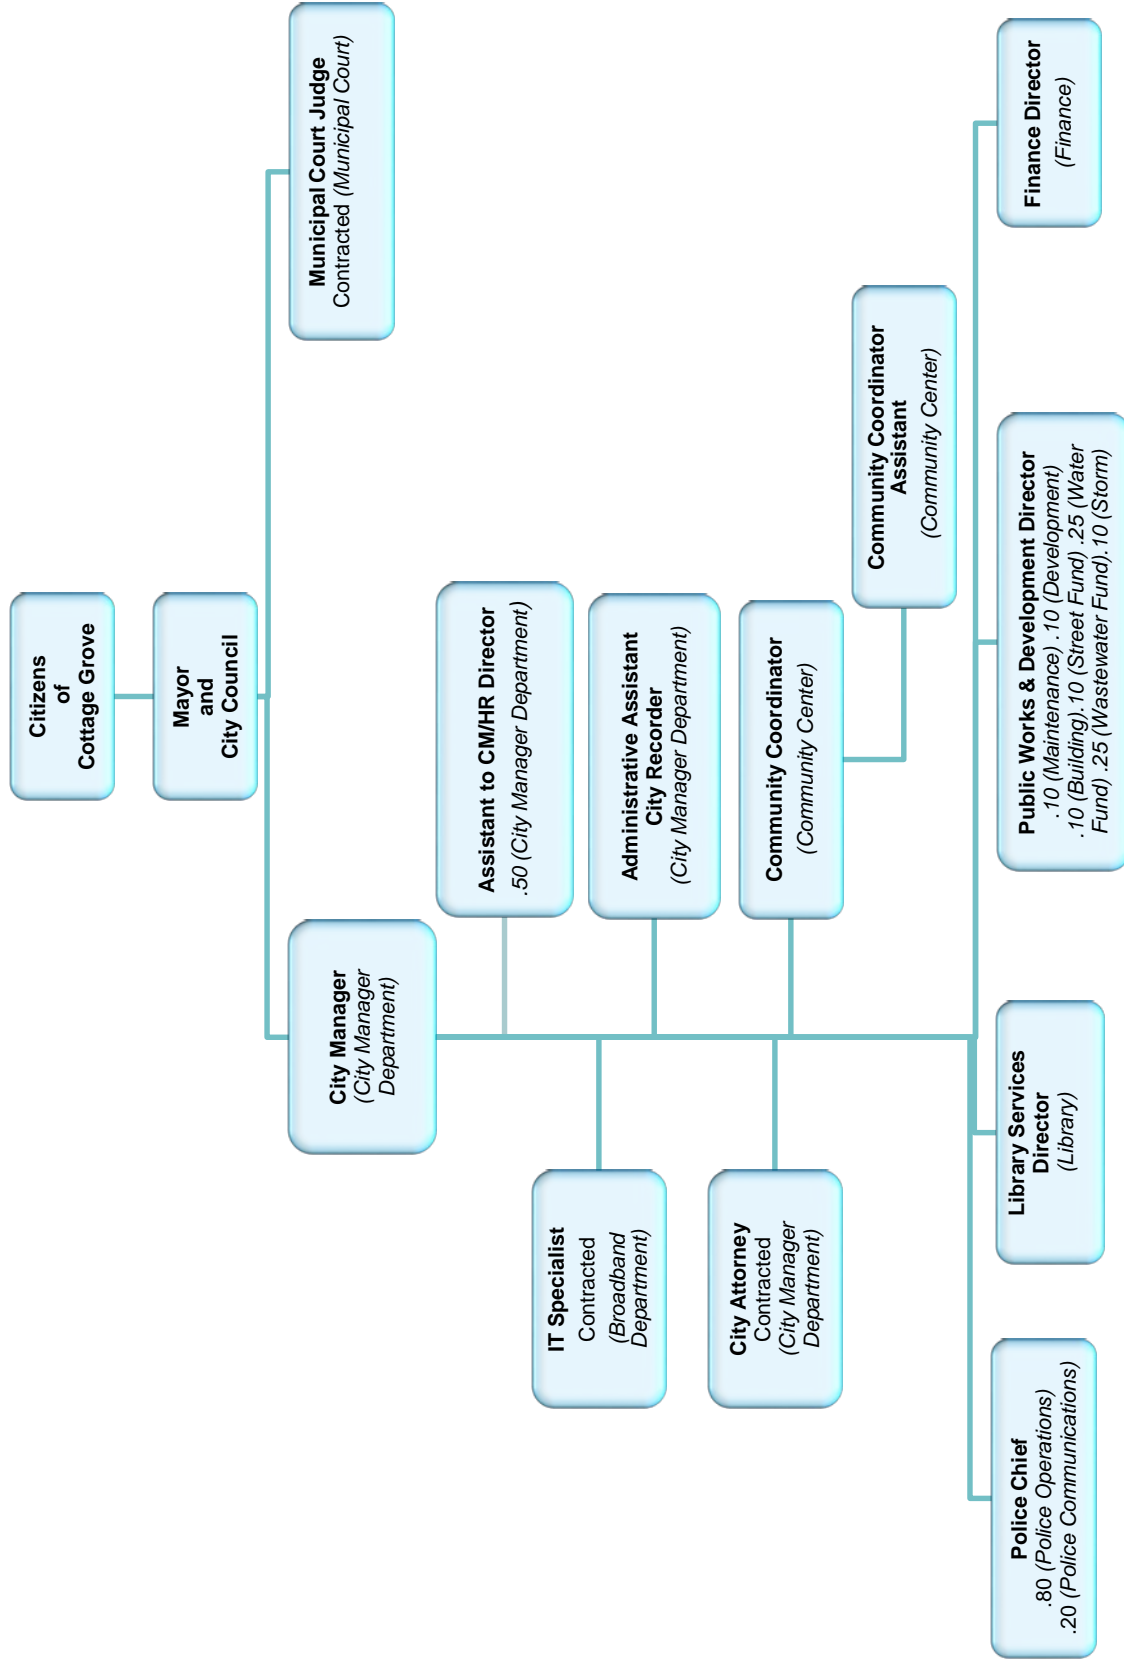 Citizens
of
Cottage Grove
Mayor
and
City Council
City Manager
(City Manager
Department)
Municipal Court Judge
Contracted (Municipal Court)
Assistant to CM/HR Director
.50 (City Manager Department)
IT Specialist
Contracted
(Broadband
Department)
Administrative Assistant
City Recorder
(City Manager Department)
City Attorney
Contracted
(City Manager
Department)
Community Coordinator
(Community Center)
Community Coordinator
Assistant
(Community Center)
Police Chief
.80 (Police Operations)
.20 (Police Communications)
Library Services
Director
(Library)
Public Works & Development Director
.10 (Maintenance) .10 (Development)
.10 (Building).10 (Street Fund) .25 (Water
Fund) .25 (Wastewater Fund).10 (Storm)
Finance Director
(Finance)